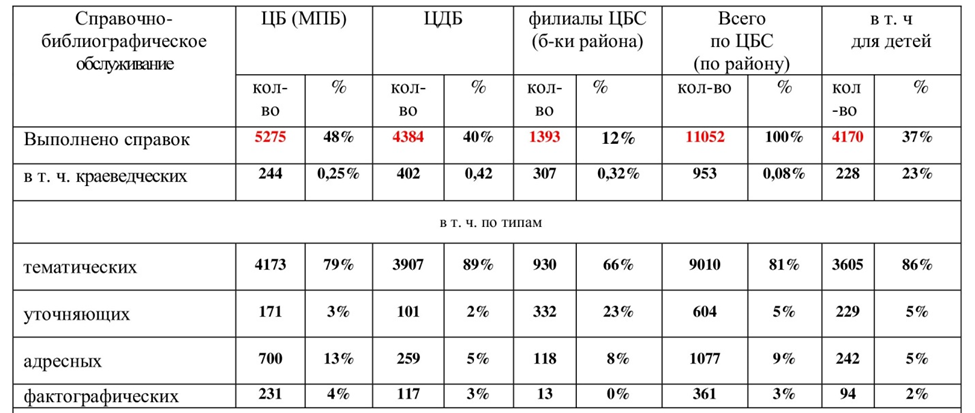 Справочно-библиографическое обслуживание ЦБ (МПБ) ЦДБ филиалы ЦБС (б-ки района) Всего по ЦБС (по району) в т. ч для детей
кол-во % кол-во % кол-во % кол-во % кол-во %
Выполнено справок 5275 48% 4384 40% 1393 12% 11052 100% 4170 37%
в т. ч. краеведческих 244 0,25% 402 0,42 307 0,32% 953 0,08% 228 23%
в т. ч. по типам
тематических 4173 79% 3907 89% 930 66% 9010 81% 3605 86%
уточняющих 171 3% 101 2% 332 23% 604 5% 229 5%
адресных 700 13% 259 5% 118 8% 1077 9% 242 5%
фактографических 231 4% 117 3% 13 0% 361 3% 94 2%